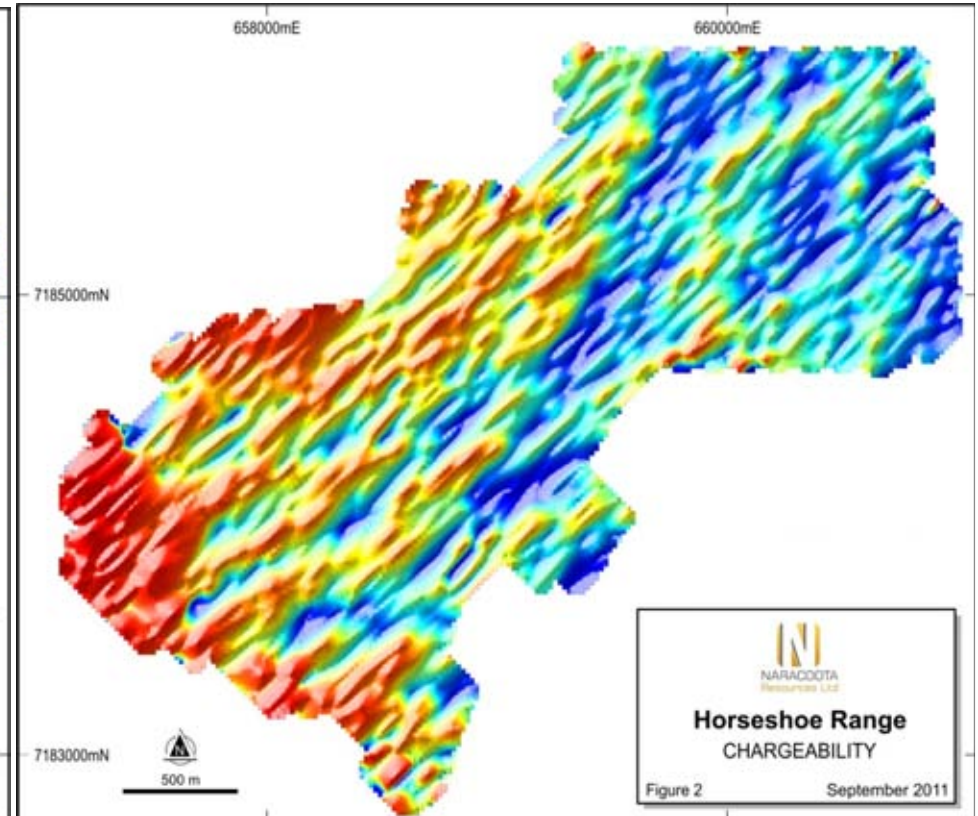 658000mE
660000mE
7185000mN
7183000mN
N
500 m
N
NARACOOTA
Resources Ltd
Horseshoe Range
CHARGEABILITY
Figure 2
September 2011